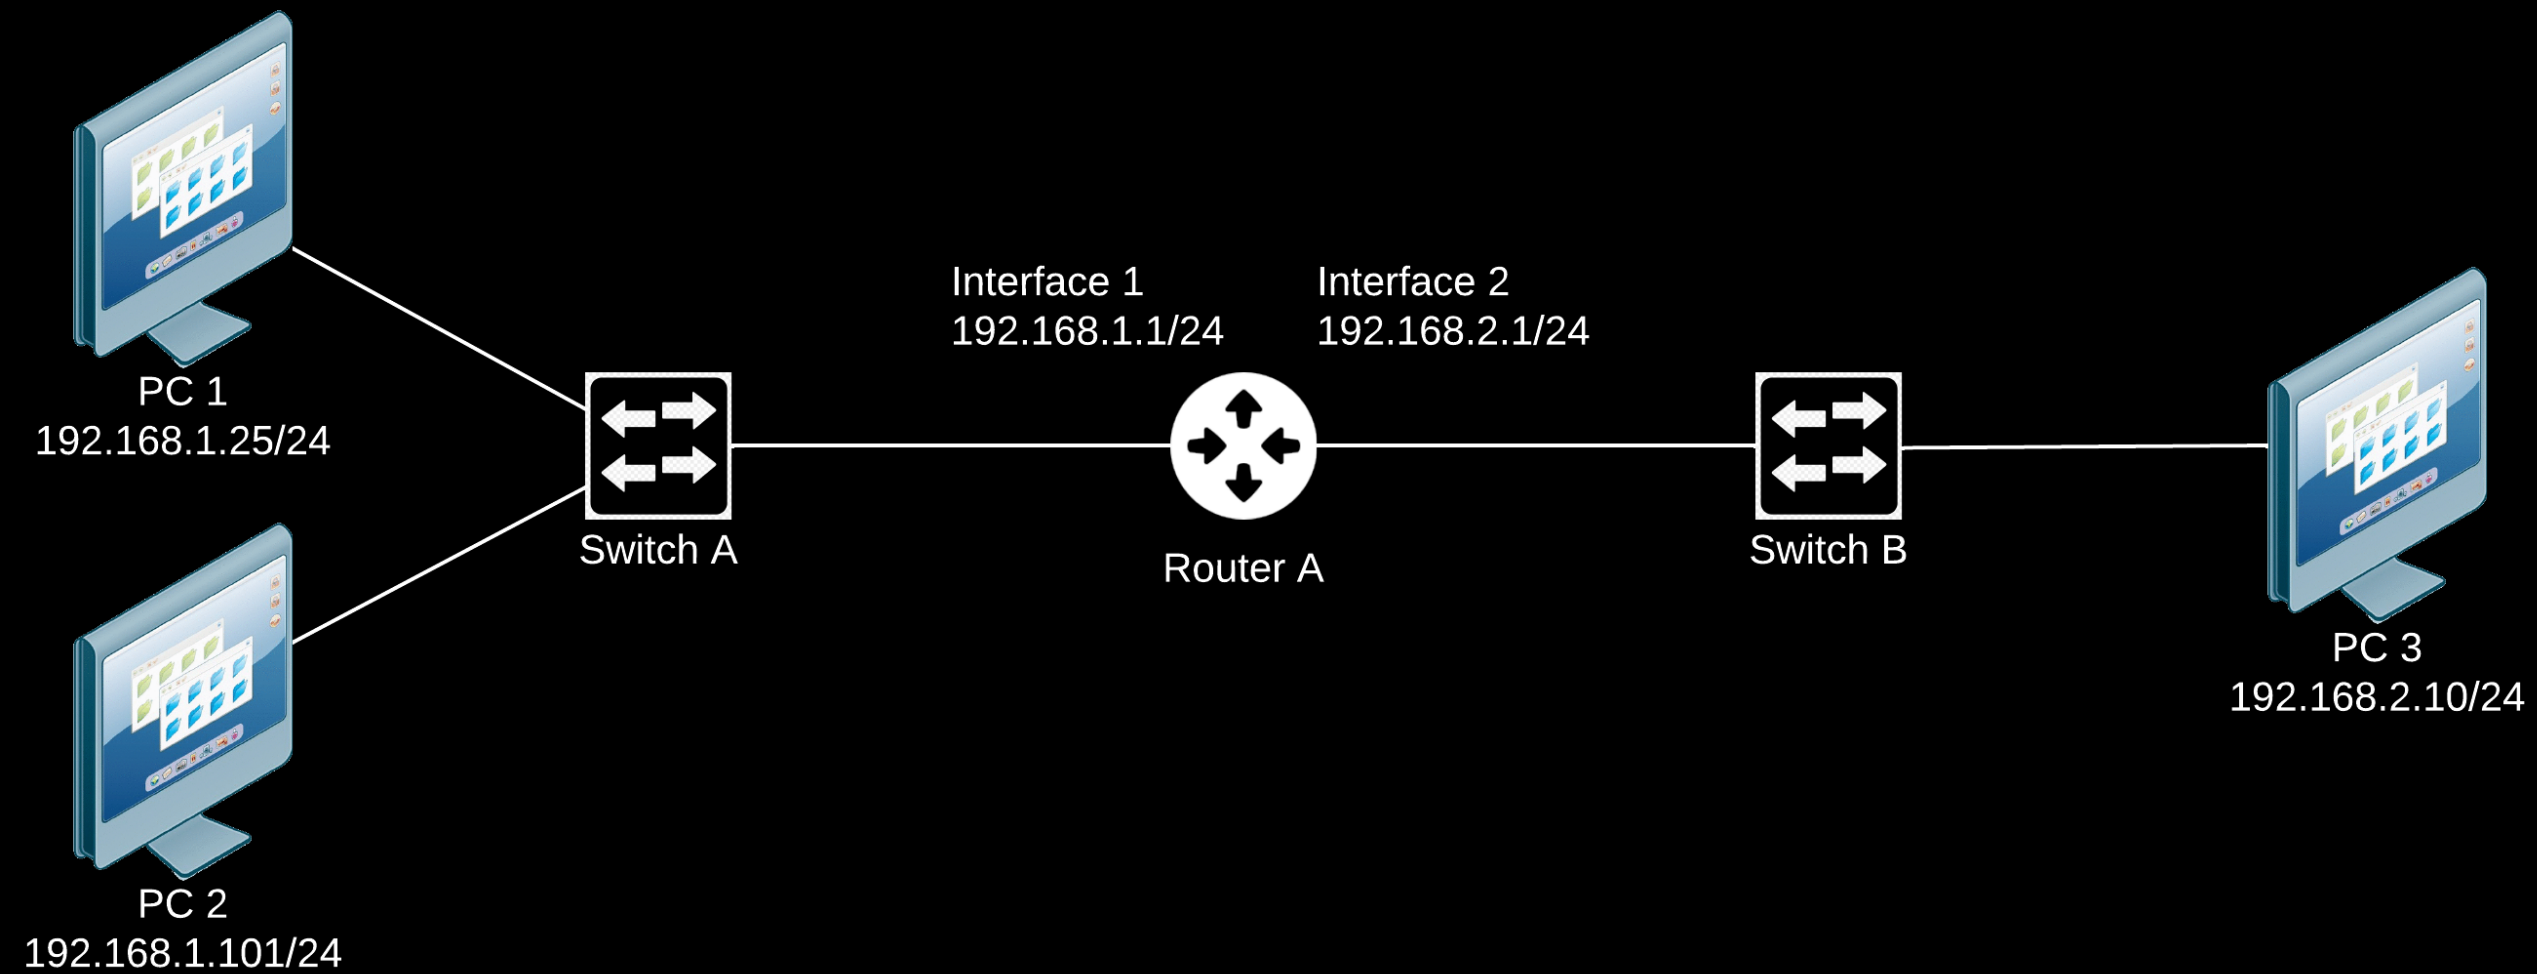 Interface 1
192.168.1.1/24
Interface 2
192.168.2.1/24
PC 1
192.168.1.25/24
Switch A
Router A
Switch B
PC 3
192.168.2.10/24
PC 2
192.168.1.101/24